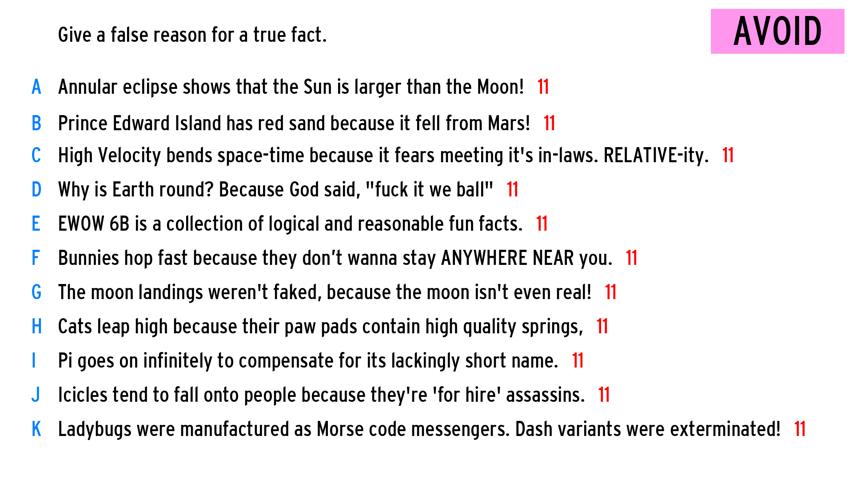 Give a false reason for a true fact.
AVOID
A Annular eclipse shows that the Sun is larger than the Moon! 11
B Prince Edward Island has red sand because it fell from Mars! 11
C High Velocity bends space-time because it fears meeting it's in-laws. RELATIVE-ity. 11
D Why is Earth round? Because God said, "fuck it we ball" 11
E EWOW 6B is a collection of logical and reasonable fun facts. 11
F Bunnies hop fast because they don’t wanna stay ANYWHERE NEAR you. 11
G The moon landings weren't faked, because the moon isn't even real! 11
H Cats leap high because their paw pads contain high quality springs, 11
I Pi goes on infinitely to compensate for its lackingly short name. 11
J Icicles tend to fall onto people because they're 'for hire' assassins. 11
K Ladybugs were manufactured as Morse code messengers. Dash variants were exterminated! 11